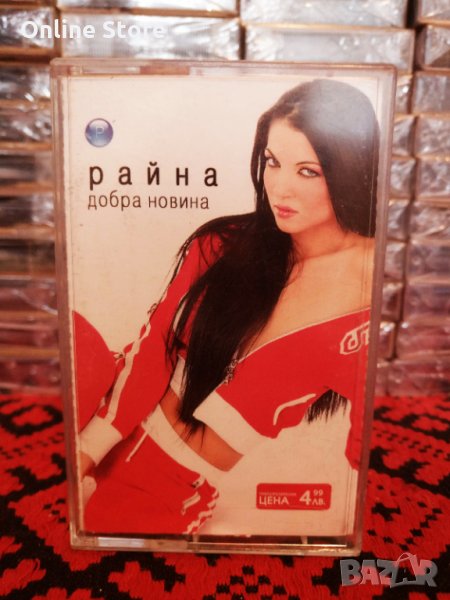 Online Store
P
райна
добра новина
ЦЕНА 4 99 ЛВ.
BAZAR